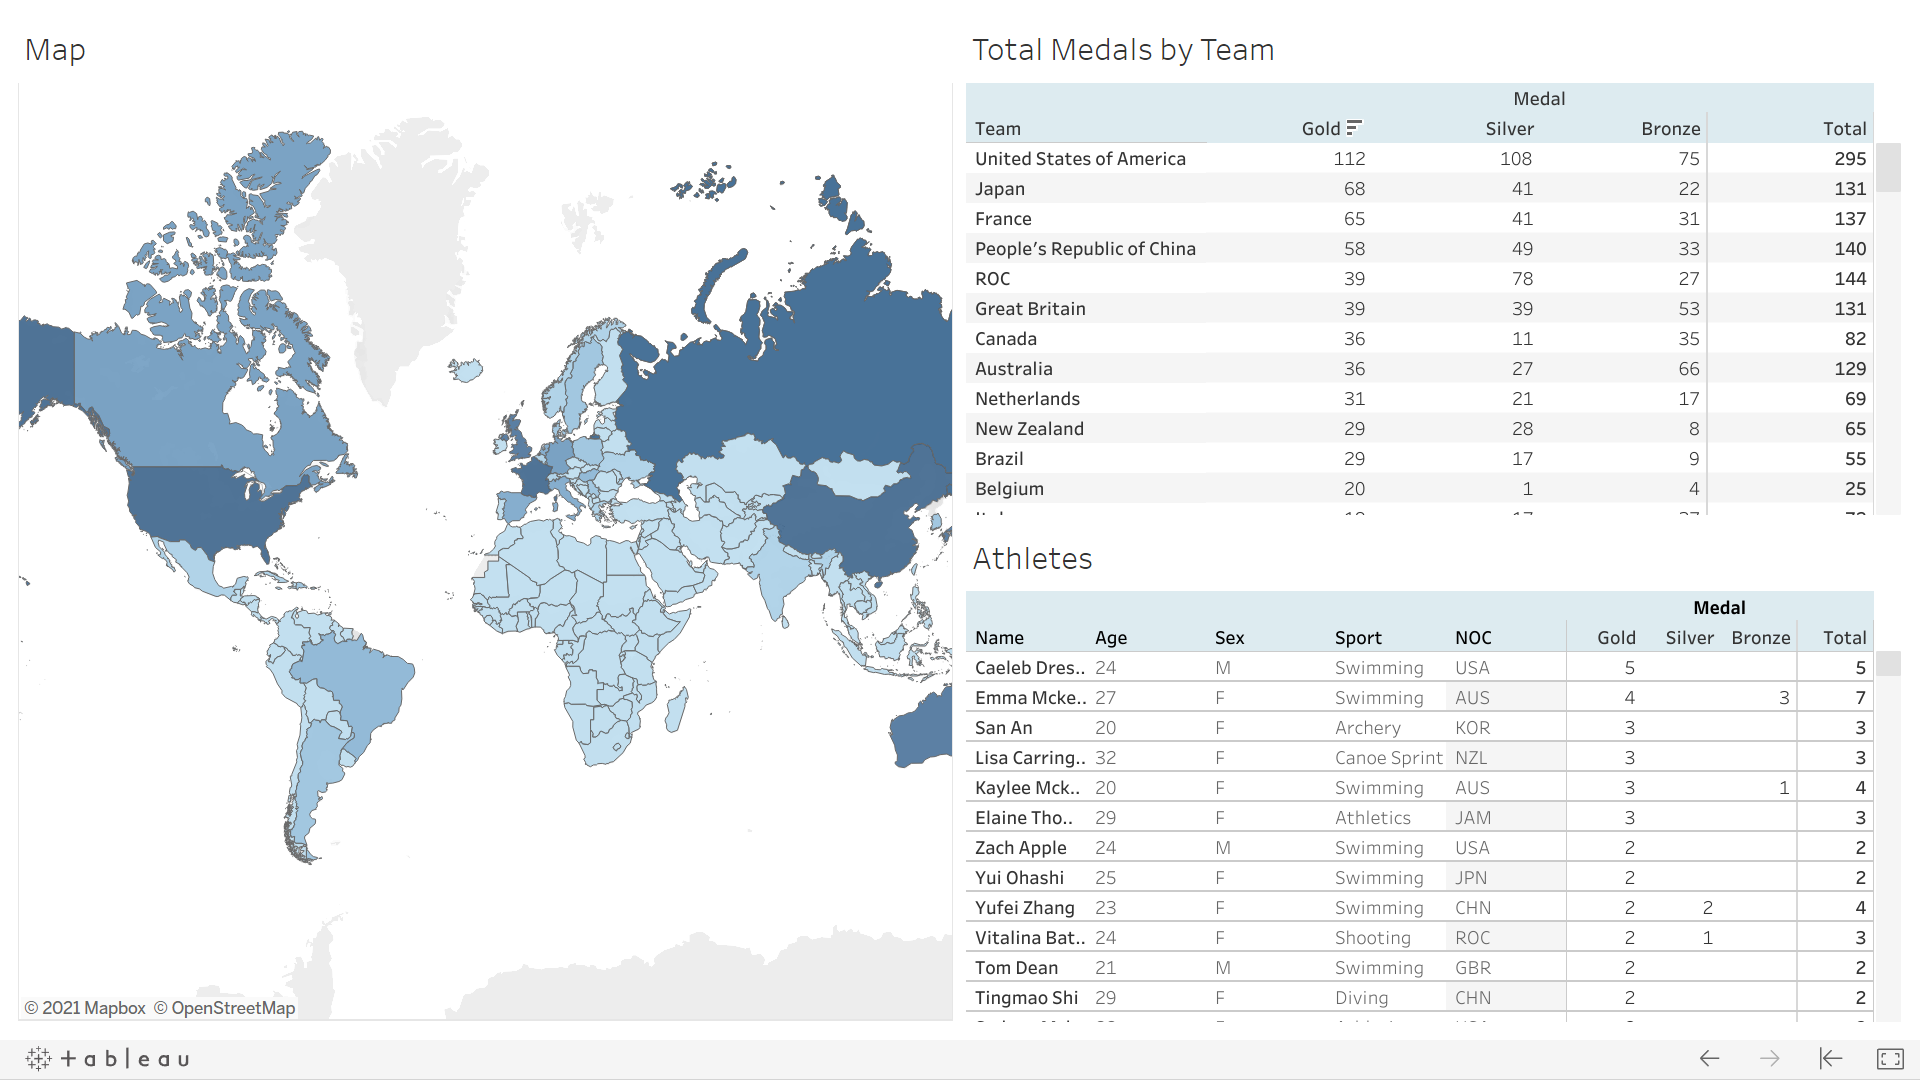 Map
Total Medals by Team
Medal
Team Gold Silver Bronze Total
United States of America 112 108 75 295
Japan 68 41 22 131
France 65 41 31 137
People's Republic of China 58 49 33 140
ROC 39 78 27 144
Great Britain 39 39 53 131
Canada 36 11 35 82
Australia 36 27 66 129
Netherlands 31 21 17 69
New Zealand 29 28 8 65
Brazil 29 17 9 55
Belgium 20 1 4 25
Athletes
Medal
Name Age Sex Sport NOC Gold Silver Bronze Total
Caeleb Dres.. 24 M Swimming USA 5 5
Emma Mcke.. 27 F Swimming AUS 4 3 7
San An 20 F Archery KOR 3 3
Lisa Carring.. 32 F Canoe Sprint NZL 3 3
Kaylee Mck.. 20 F Swimming AUS 3 1 4
Elaine Tho.. 29 F Athletics JAM 3 3
Zach Apple 24 M Swimming USA 2 2
Yui Ohashi 25 F Swimming JPN 2 2
Yufei Zhang 23 F Swimming CHN 2 2 4
Vitalina Bat.. 24 F Shooting ROC 2 1 3
Tom Dean 21 M Swimming GBR 2 2
Tingmao Shi 29 F Diving CHN 2 2
© 2021 Mapbox © OpenStreetMap
+ableau